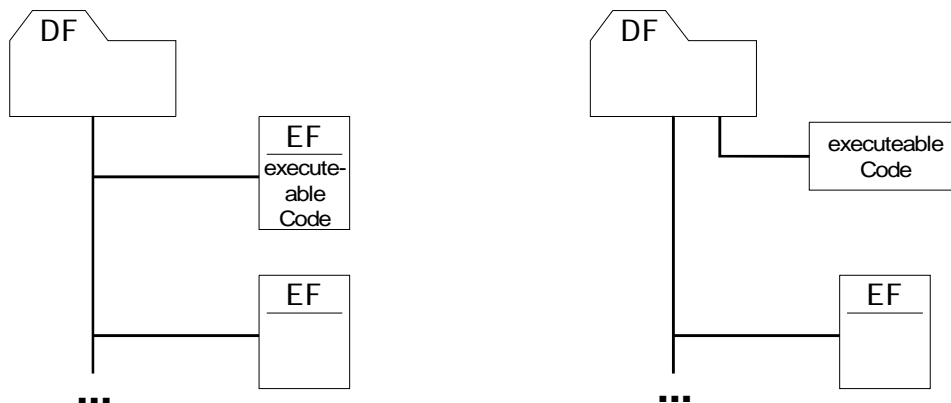 DF
EF
execute-
able
Code
EF
...
DF
executeable
Code
EF
...